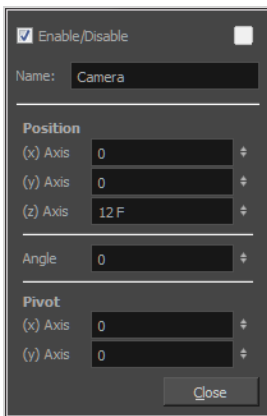 Enable/Disable
Name: Camera
Position
(x) Axis 0
(y) Axis 0
(z) Axis 12 F
Angle 0
Pivot
(x) Axis 0
(y) Axis 0
Close